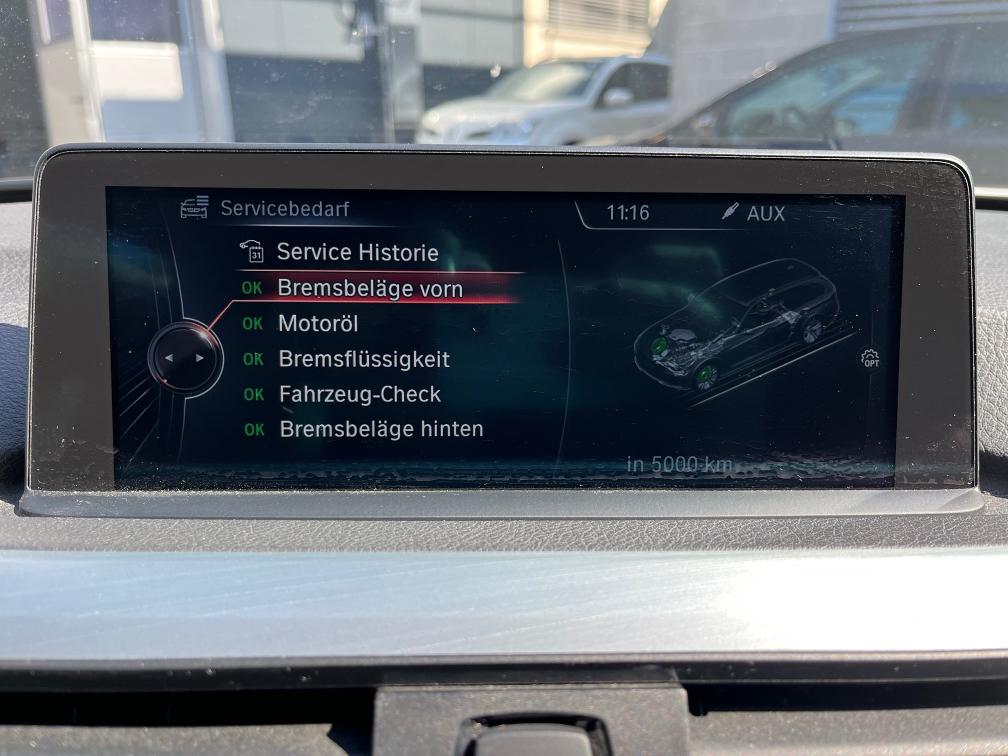 Servicebedarf
11:16
AUX
31
Service Historie
OK Bremsbeläge vorn
OK Motoröl
OK Bremsflüssigkeit
OK Fahrzeug-Check
OK Bremsbeläge hinten
OPT
in 5000 km